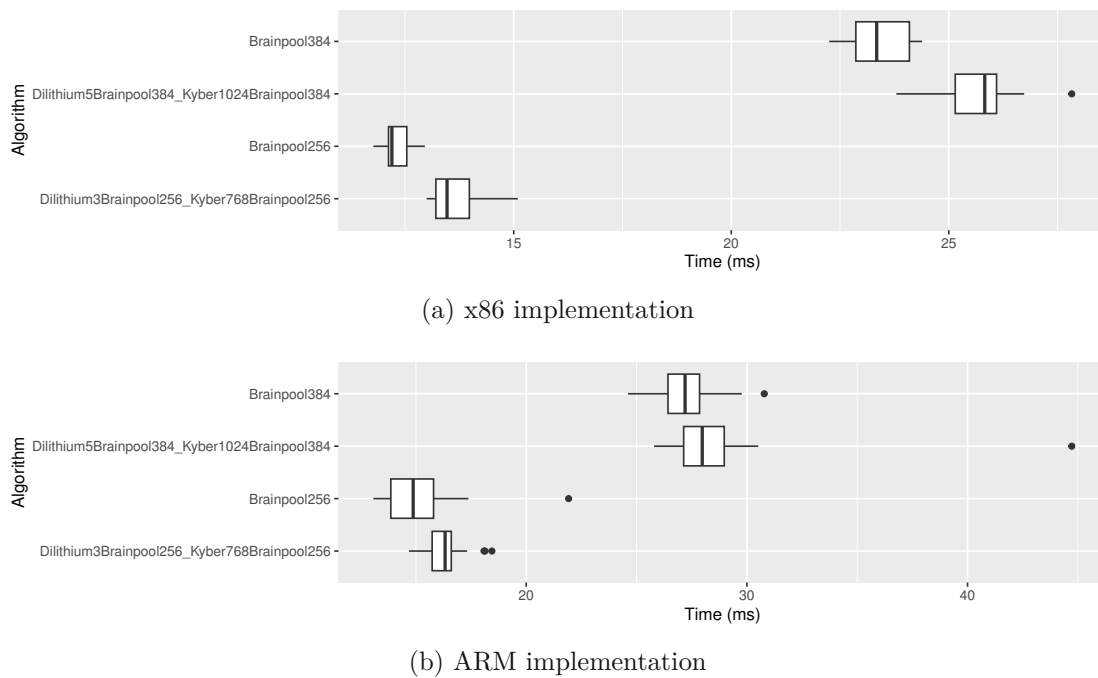 Algorithm
Brainpool384
Dilithium5Brainpool384_Kyber1024Brainpool384
Brainpool256
Dilithium3Brainpool256_Kyber768Brainpool256
15 20 25
Time (ms)
(a) x86 implementation
Algorithm
Brainpool384
Dilithium5Brainpool384_Kyber1024Brainpool384
Brainpool256
Dilithium3Brainpool256_Kyber768Brainpool256
20 30 40
Time (ms)
(b) ARM implementation